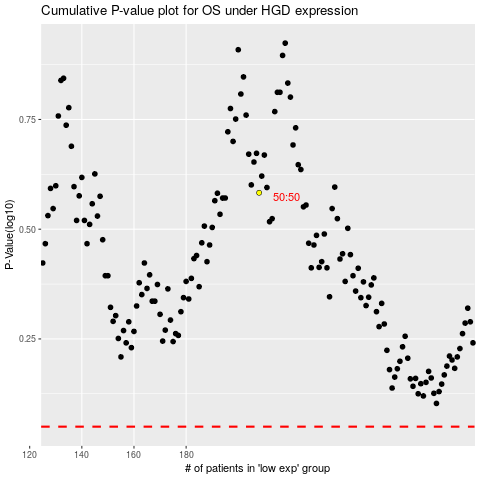 Cumulative P-value plot for OS under HGD expression
P-Value(log10)
0.75
0.50
0.25
50:50
120 140 160 180
# of patients in 'low exp' group